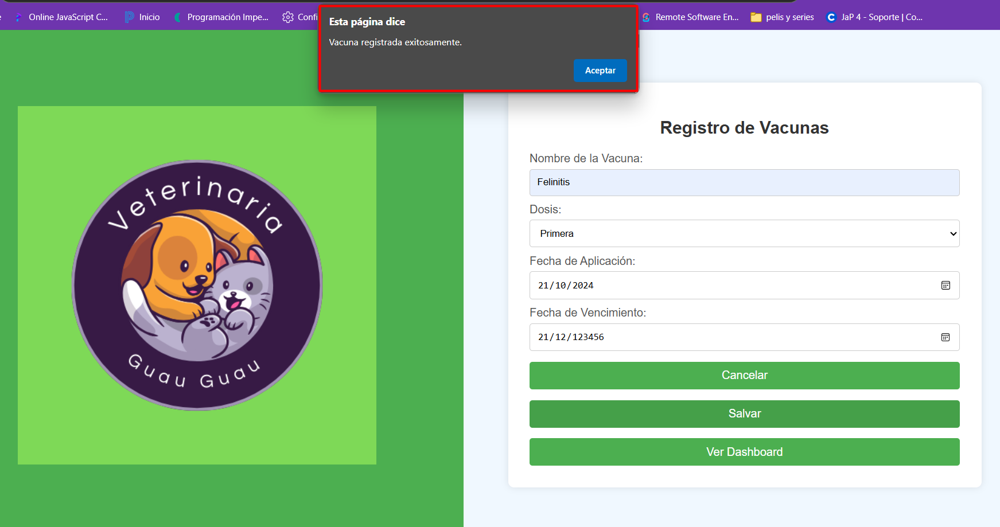 Online JavaScript C...
Inicio
Programación Impe...
Confi
Remote Software En...
pelis y series
JaP 4 - Soporte | Co...
Esta página dice
Vacuna registrada exitosamente.
Aceptar
Veterinaria
Guau Guau
Registro de Vacunas
Nombre de la Vacuna:
Felinitis
Dosis:
Primera
Fecha de Aplicación:
21/10/2024
Fecha de Vencimiento:
21/12/123456
Cancelar
Salvar
Ver Dashboard